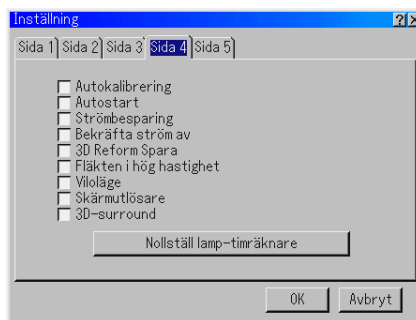 Inställning
Sida 1 Sida 2 Sida 3 Sida 4 Sida 5
Autokalibrering
Autostart
Strömbesparing
Bekräfta ström av
3D Reform Spara
Fläkten i hög hastighet
Viloläge
Skärmutlösare
3D-surround
Nollställ lamp-timräknare
OK Avbryt